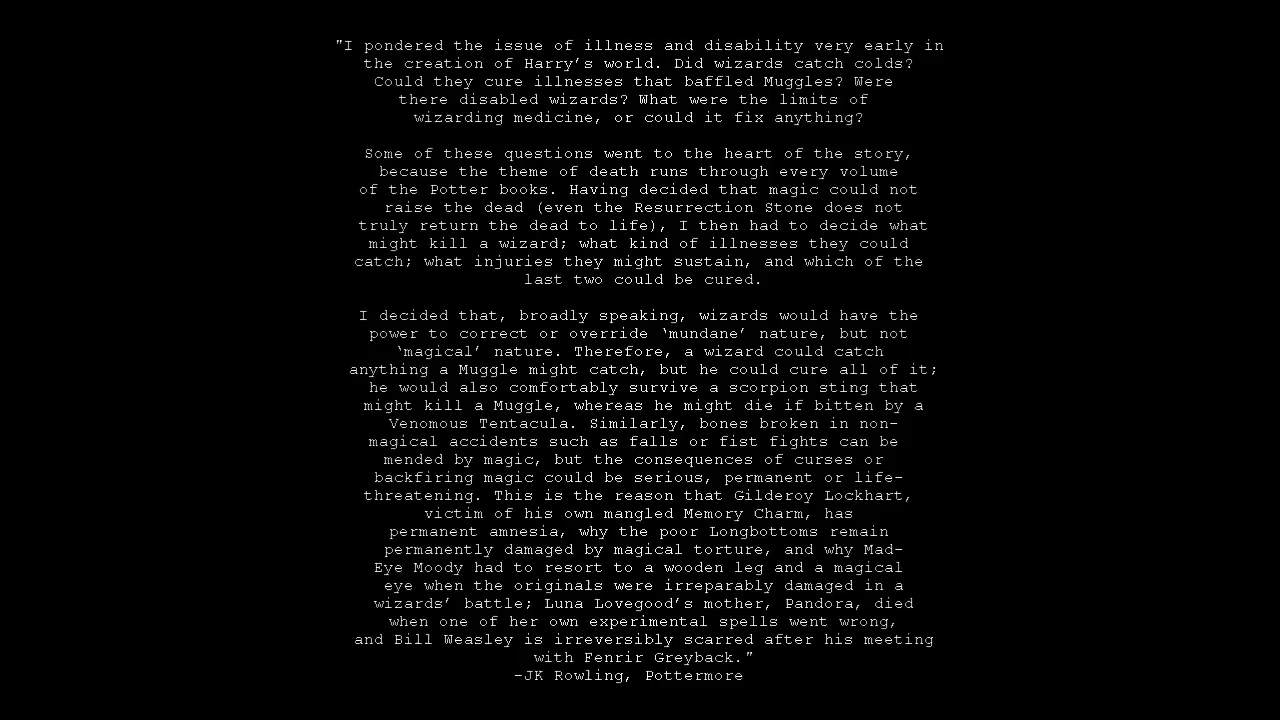 "I pondered the issue of illness and disability very early in
the creation of Harry’s world. Did wizards catch colds?
Could they cure illnesses that baffled Muggles? Were
there disabled wizards? What were the limits of
wizarding medicine, or could it fix anything?
Some of these questions went to the heart of the story,
because the theme of death runs through every volume
of the Potter books. Having decided that magic could not
raise the dead (even the Resurrection Stone does not
truly return the dead to life), I then had to decide what
might kill a wizard; what kind of illnesses they could
catch; what injuries they might sustain, and which of the
last two could be cured.
I decided that, broadly speaking, wizards would have the
power to correct or override ‘mundane’ nature, but not
‘magical’ nature. Therefore, a wizard could catch
anything a Muggle might catch, but he could cure all of it;
he would also comfortably survive a scorpion sting that
might kill a Muggle, whereas he might die if bitten by a
Venomous Tentacula. Similarly, bones broken in non-
magical accidents such as falls or fist fights can be
mended by magic, but the consequences of curses or
backfiring magic could be serious, permanent or life-
threatening. This is the reason that Gilderoy Lockhart,
victim of his own mangled Memory Charm, has
permanent amnesia, why the poor Longbottoms remain
permanently damaged by magical torture, and why Mad-
Eye Moody had to resort to a wooden leg and a magical
eye when the originals were irreparably damaged in a
wizards’ battle; Luna Lovegood’s mother, Pandora, died
when one of her own experimental spells went wrong,
and Bill Weasley is irreversibly scarred after his meeting
with Fenrir Greyback."
-JK Rowling, Pottermore